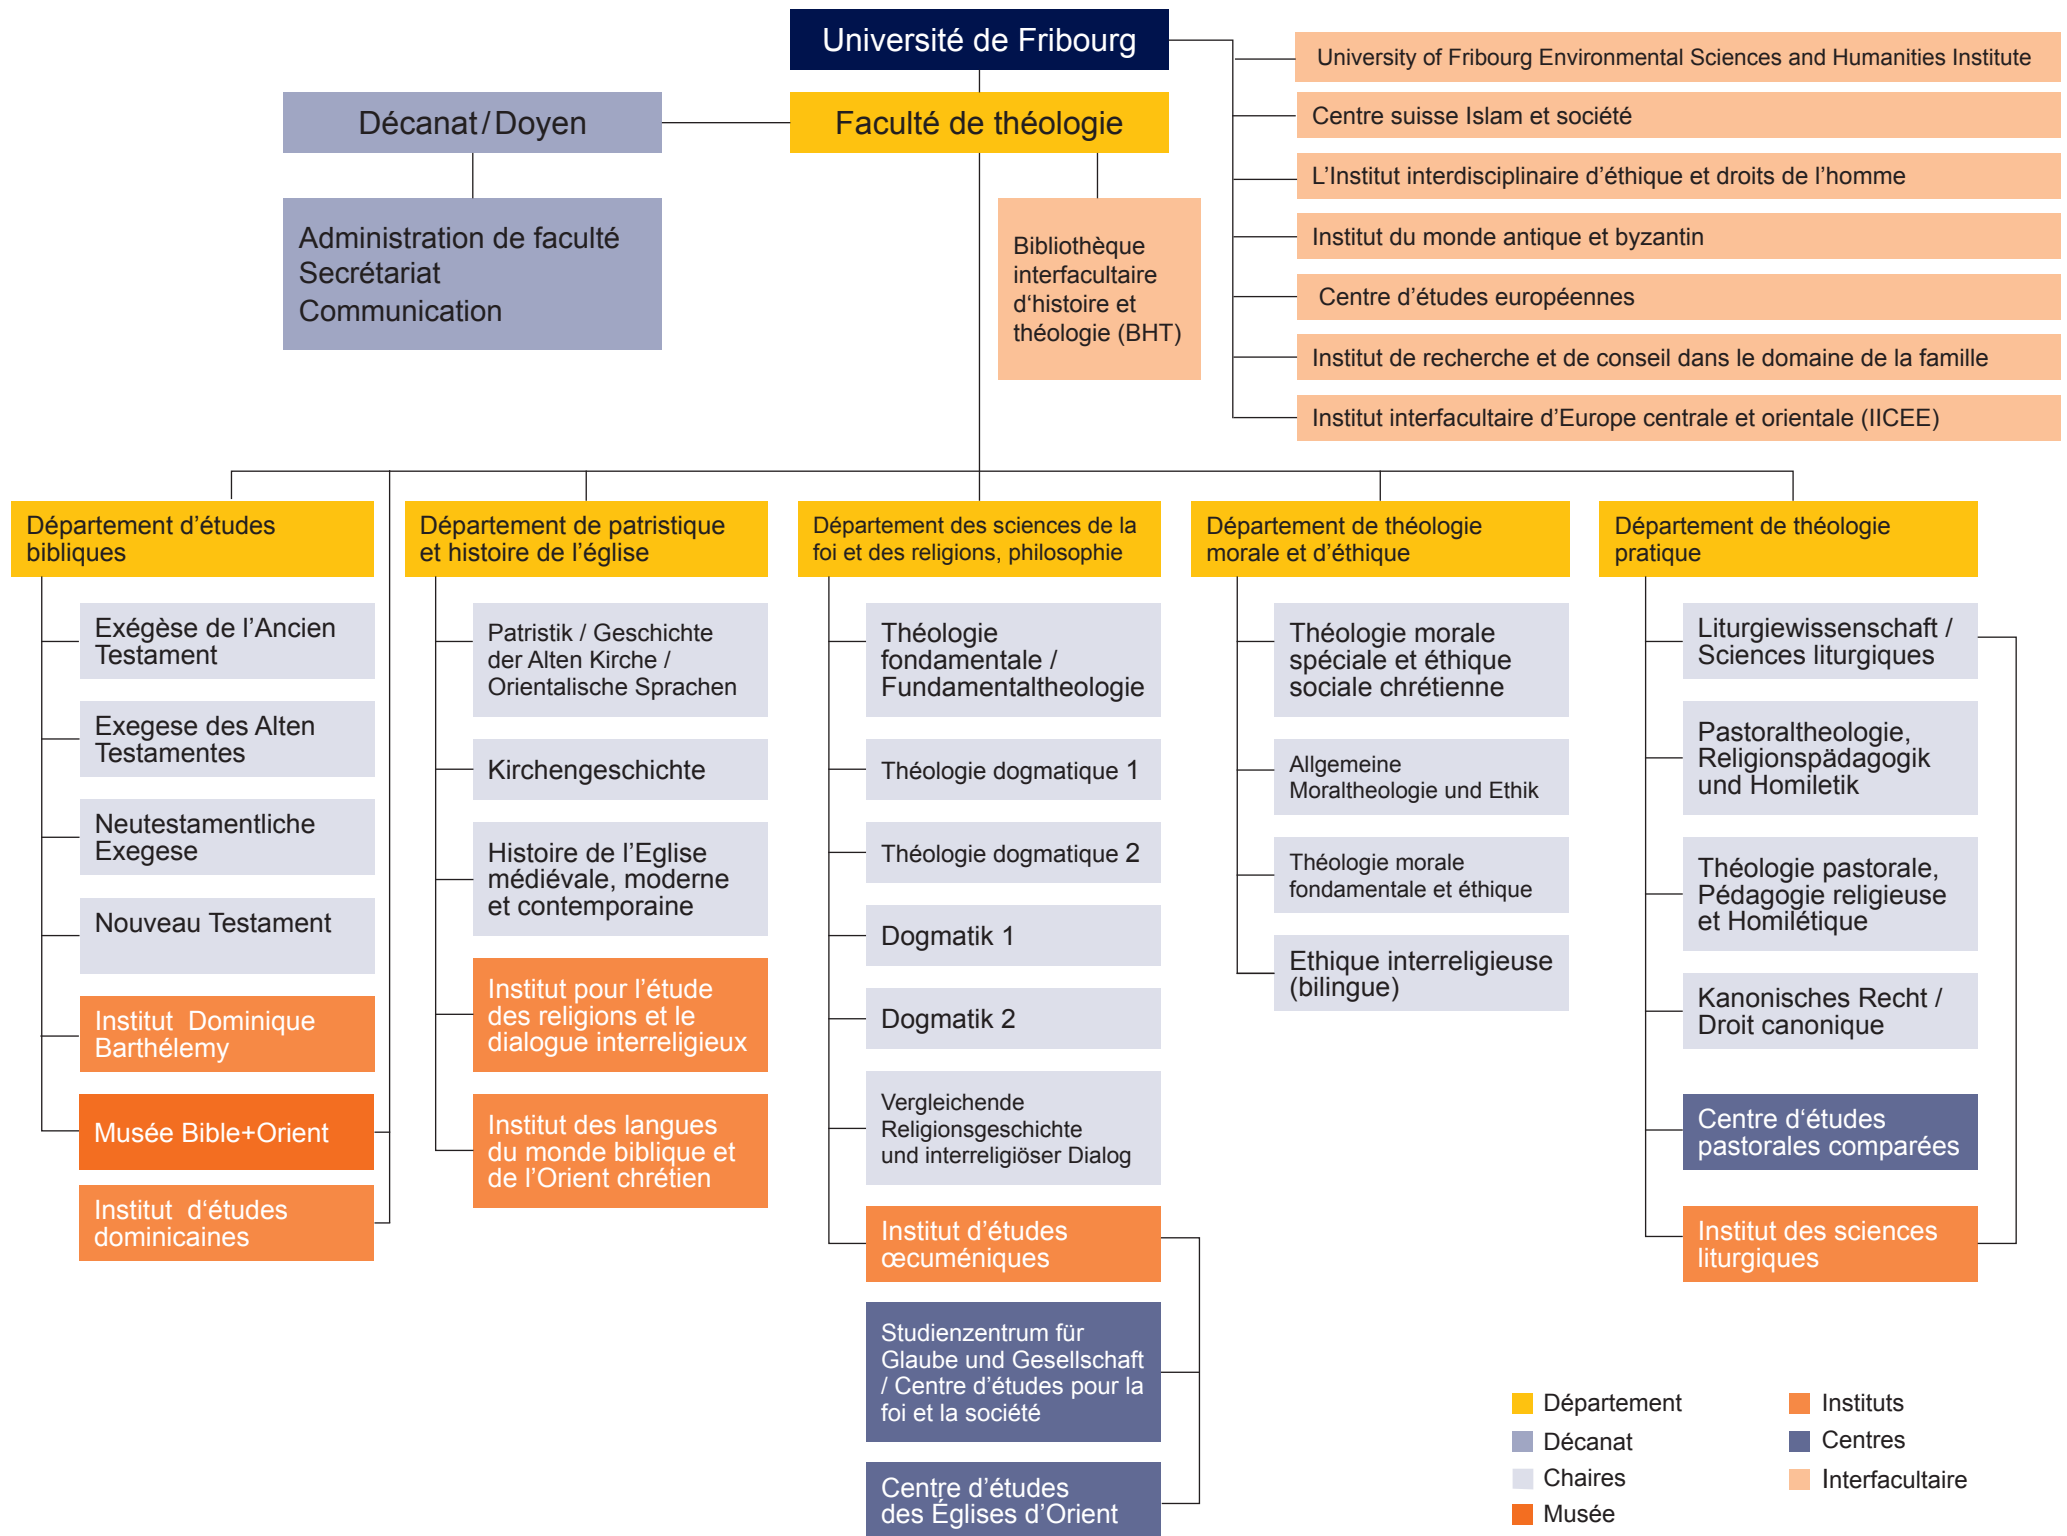 Université de Fribourg
Décanat / Doyen
Faculté de théologie
Administration de faculté
Secrétariat
Communication
Bibliothèque
interfacultaire
d‘histoire et
théologie (BHT)
University of Fribourg Environmental Sciences and Humanities Institute
Centre suisse Islam et société
L’Institut interdisciplinaire d’éthique et droits de l’homme
Institut du monde antique et byzantin
Centre d’études européennes
Institut de recherche et de conseil dans le domaine de la famille
Institut interfacultaire d’Europe centrale et orientale (IICEE)
Département d’études
bibliques
Exégèse de l’Ancien
Testament
Exegese des Alten
Testamentes
Neutestamentliche
Exegese
Nouveau Testament
Institut Dominique
Barthélemy
Musée Bible+Orient
Institut d‘études
dominicaines
Département de patristique
et histoire de l’église
Patristik / Geschichte
der Alten Kirche /
Orientalische Sprachen
Kirchengeschichte
Histoire de l’Eglise
médiévale, moderne
et contemporaine
Institut pour l’étude
des religions et le
dialogue interreligieux
Institut des langues
du monde biblique et
de l’Orient chrétien
Département des sciences de la
foi et des religions, philosophie
Théologie
fondamentale /
Fundamentaltheologie
Théologie dogmatique 1
Théologie dogmatique 2
Dogmatik 1
Dogmatik 2
Vergleichende
Religionsgeschichte
und interreligiöser Dialog
Institut d’études
œcuméniques
Studienzentrum für
Glaube und Gesellschaft
/ Centre d’études pour la
foi et la société
Centre d’études
des Églises d’Orient
Département de théologie
morale et d’éthique
Théologie morale
spéciale et éthique
sociale chrétienne
Allgemeine
Moraltheologie und Ethik
Théologie morale
fondamentale et éthique
Ethique interreligieuse
(bilingue)
Département de théologie
pratique
Liturgiewissenschaft /
Sciences liturgiques
Pastoraltheologie,
Religionspädagogik
und Homiletik
Théologie pastorale,
Pédagogie religieuse
et Homilétique
Kanonisches Recht /
Droit canonique
Centre d‘études
pastorales comparées
Institut des sciences
liturgiques
Département
Décanat
Chaires
Musée
Instituts
Centres
Interfacultaire